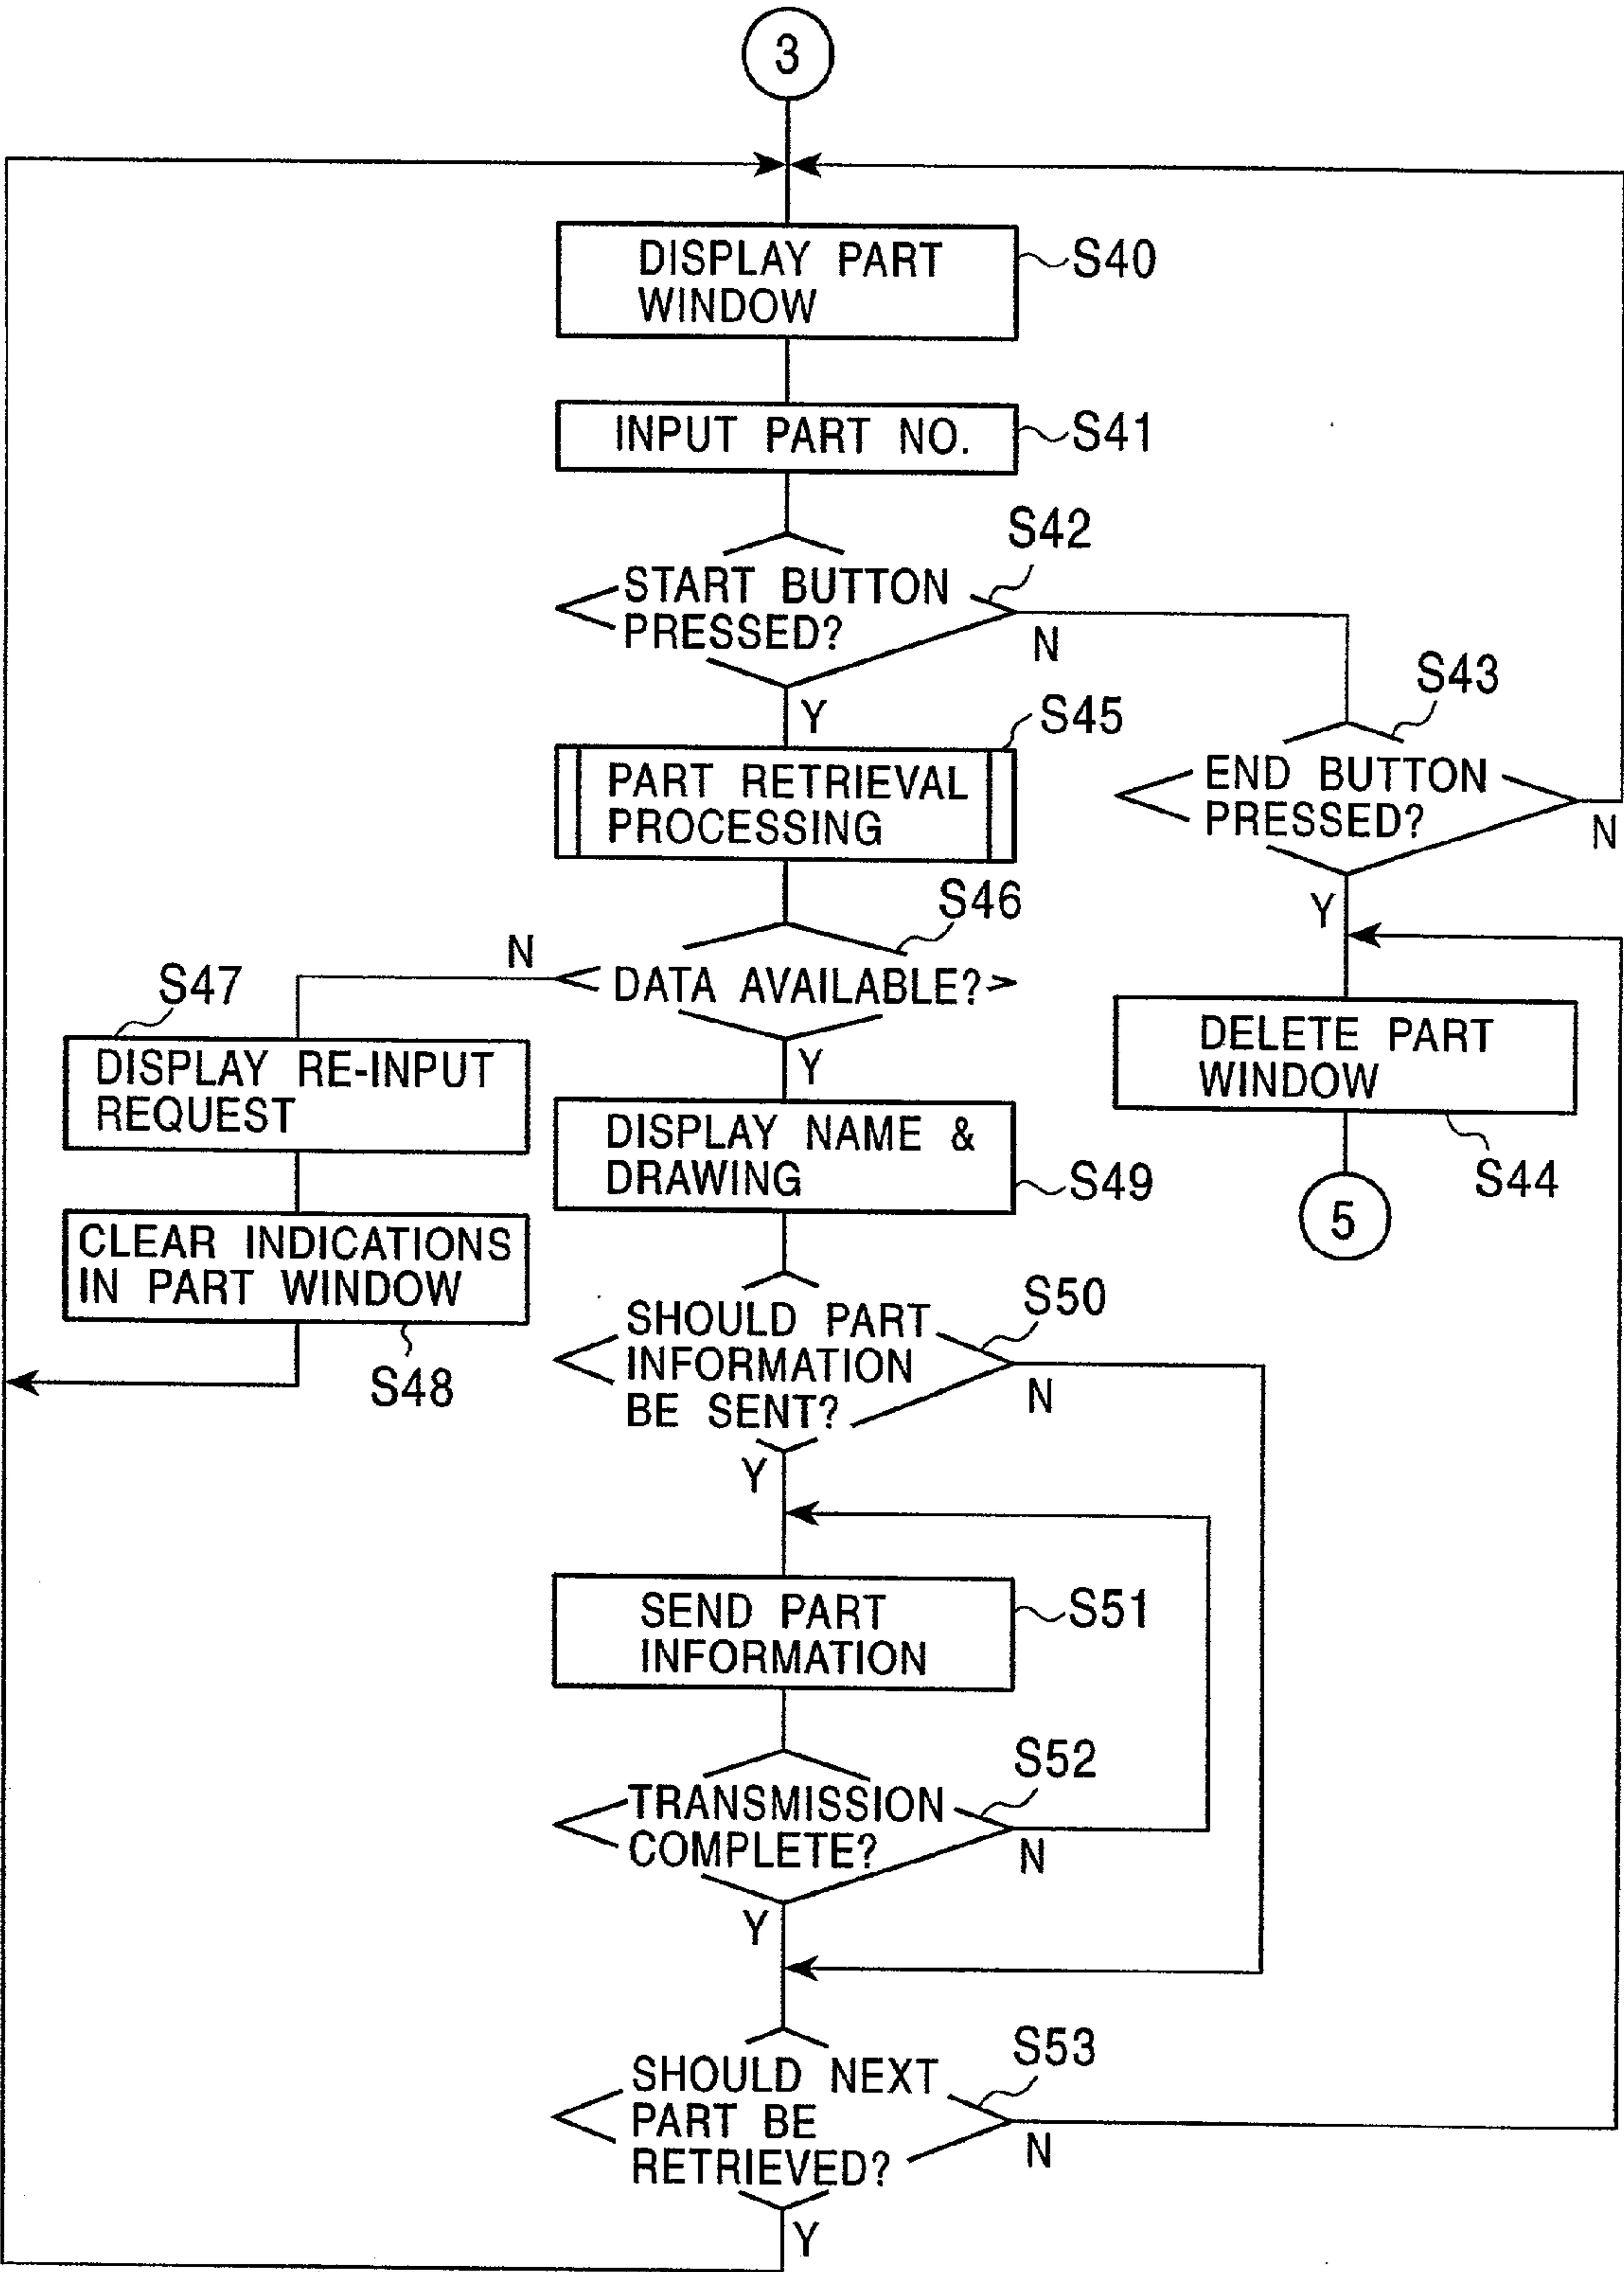 3
DISPLAY PART
WINDOW
S40
INPUT PART NO.
S41
S42
START BUTTON
PRESSED?
N
Y
S43
END BUTTON
PRESSED?
N
Y
S45
PART RETRIEVAL
PROCESSING
S46
N
DATA AVAILABLE?
Y
S47
DISPLAY RE-INPUT
REQUEST
DELETE PART
WINDOW
S44
5
DISPLAY NAME &
DRAWING
S49
CLEAR INDICATIONS
IN PART WINDOW
S48
S50
SHOULD PART
INFORMATION
BE SENT?
N
Y
SEND PART
INFORMATION
S51
S52
TRANSMISSION
COMPLETE?
N
Y
S53
SHOULD NEXT
PART BE
RETRIEVED?
N
Y